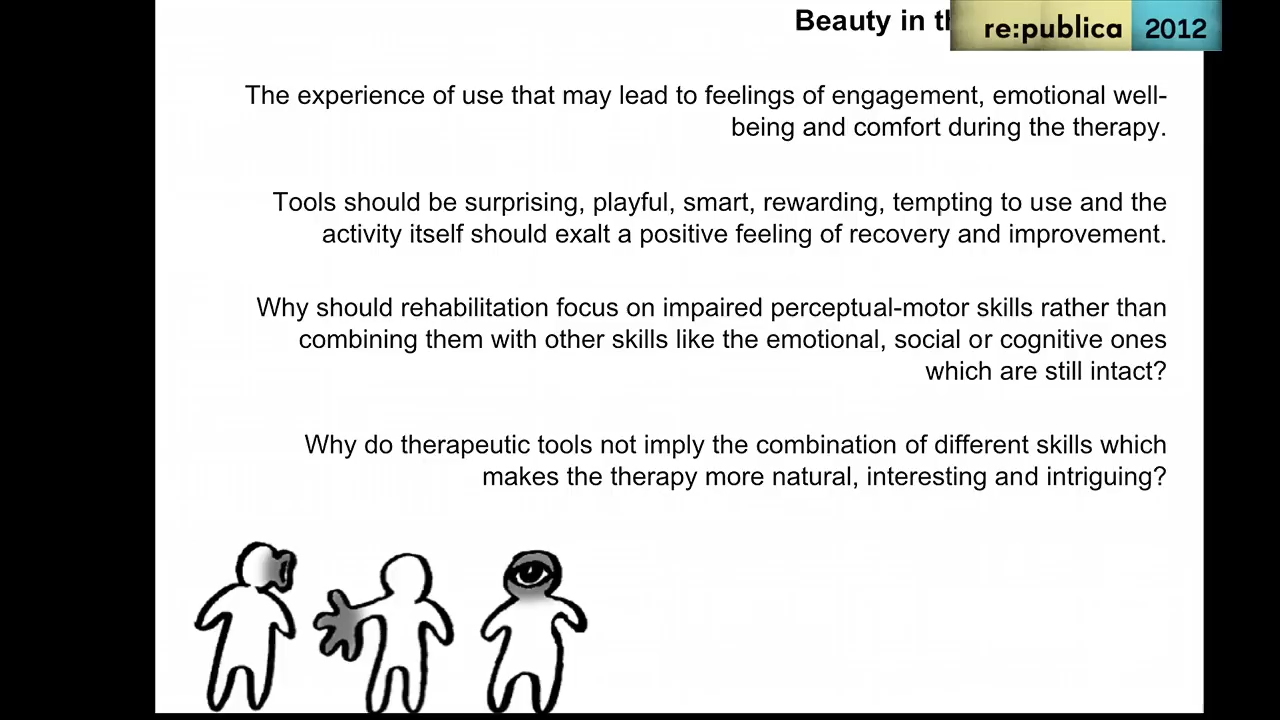 Beauty in
re:publica 2012
The experience of use that may lead to feelings of engagement, emotional well-
being and comfort during the therapy.
Tools should be surprising, playful, smart, rewarding, tempting to use and the
activity itself should exalt a positive feeling of recovery and improvement.
Why should rehabilitation focus on impaired perceptual-motor skills rather than
combining them with other skills like the emotional, social or cognitive ones
which are still intact?
Why do therapeutic tools not imply the combination of different skills which
makes the therapy more natural, interesting and intriguing?